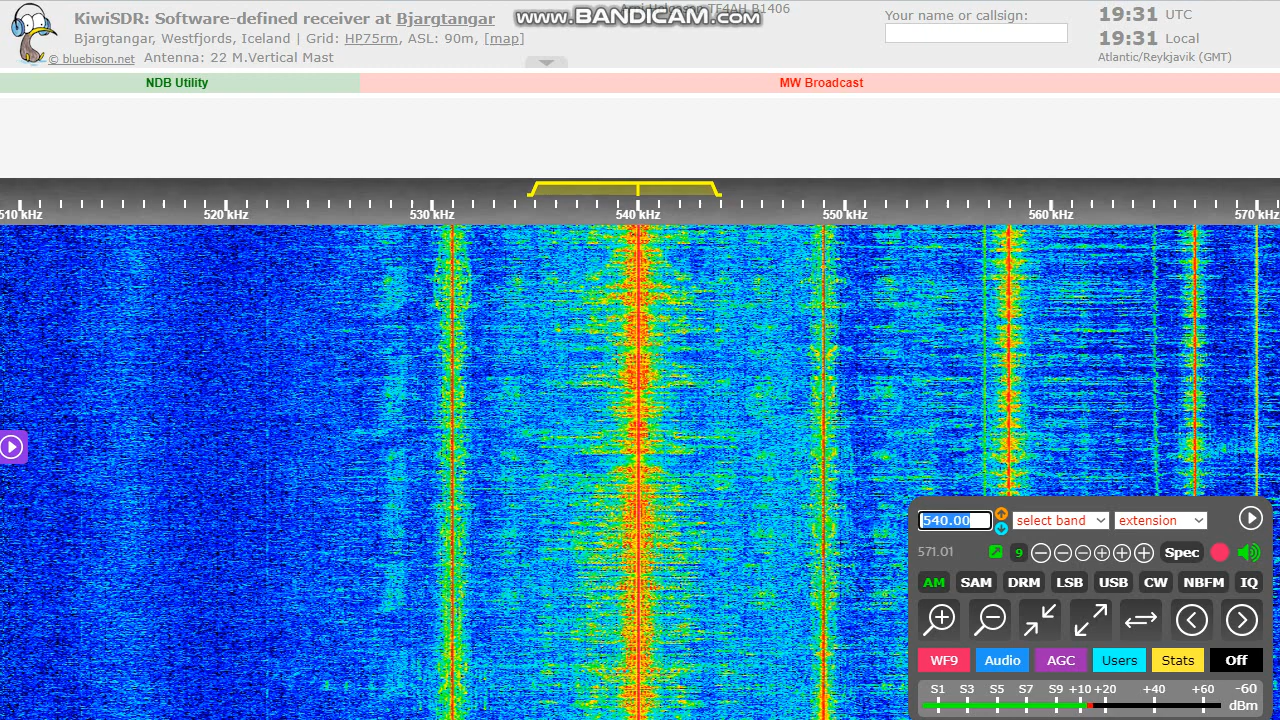 KiwiSDR: Software-defined receiver at Bjargtangar
Bjargtangar, Westfjords, Iceland | Grid: HP75rm, ASL: 90m, [map]
© bluebison.net Antenna: 22 M.Vertical Mast
www.BANDICAM.com
TF4AH B1406
Your name or callsign:
19:31 UTC
19:31 Local
Atlantic/Reykjavik (GMT)
NDB Utility MW Broadcast
510 kHz 520 kHz 530 kHz 540 kHz 550 kHz 560 kHz 570 kHz
540.00 select band extension
571.01 9 Spec
AM SAM DRM LSB USB CW NBFM IQ
WF9 Audio AGC Users Stats Off
S1 S3 S5 S7 S9 +10 +20 +40 +60 -60
dBm